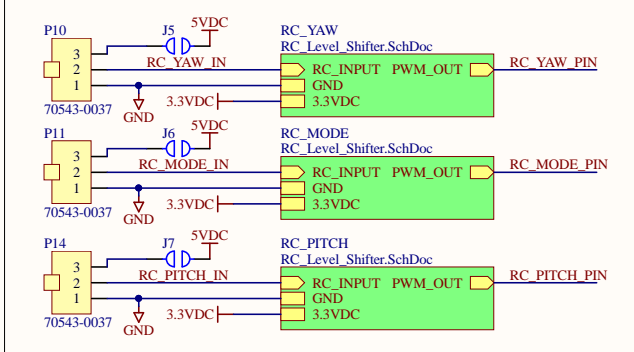 P10 J5 5VDC RC_YAW
RC_Level_Shifter.SchDoc
3
RC_YAW_IN
2 RC_INPUT PWM_OUT RC_YAW_PIN
1 GND
3.3VDC 3.3VDC
70543-0037
GND
P11 J6 5VDC RC_MODE
RC_Level_Shifter.SchDoc
3
RC_MODE_IN
2 RC_INPUT PWM_OUT RC_MODE_PIN
1 GND
3.3VDC 3.3VDC
70543-0037
GND
P14 J7 5VDC RC_PITCH
RC_Level_Shifter.SchDoc
3
RC_PITCH_IN
2 RC_INPUT PWM_OUT RC_PITCH_PIN
1 GND
3.3VDC 3.3VDC
70543-0037
GND